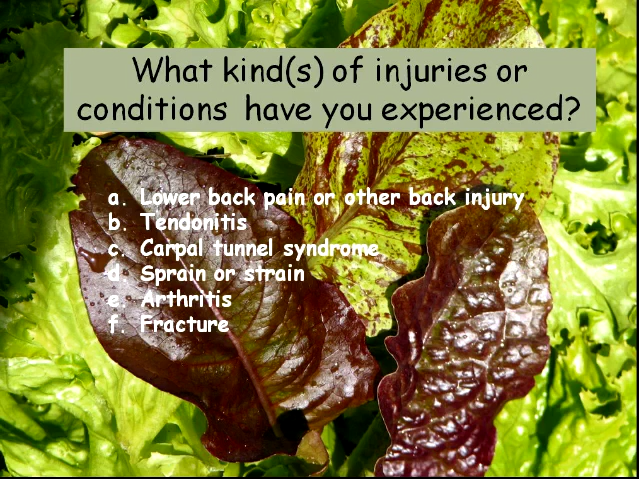 What kind(s) of injuries or
conditions have you experienced?
a. Lower back pain or other back injury
b. Tendonitis
c. Carpal tunnel syndrome
d. Sprain or strain
e. Arthritis
f. Fracture